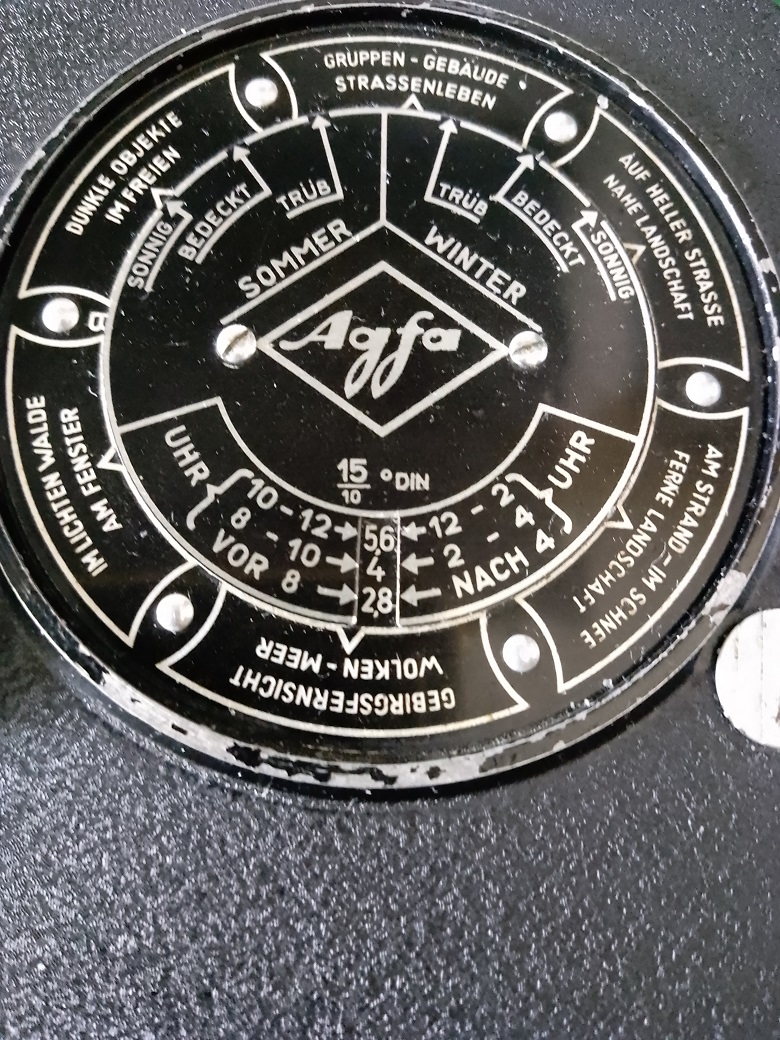 GRUPPEN - GEBÄUDE
STRASSENLEBEN
AUF HELLER STRASSE
NAHE LANDSCHAFT
AM STRAND - IM SCHNEE
FERNE LANDSCHAFT
GEBIRGSFERNSICHT
WOLKEN - MEER
IM LICHTEN WALDE
AM FENSTER
DUNKLE OBJEKTE
IM FREIEN
B
SONNIG
BEDECKT
TRÜB
SOMMER
TRÜB
BEDECKT
SONNIG
WINTER
Agfa
15/10 °DIN
UHR
10 - 12
8 - 10
VOR 8
5,6
4
2,8
12 - 2
2 - 4
NACH 4
UHR